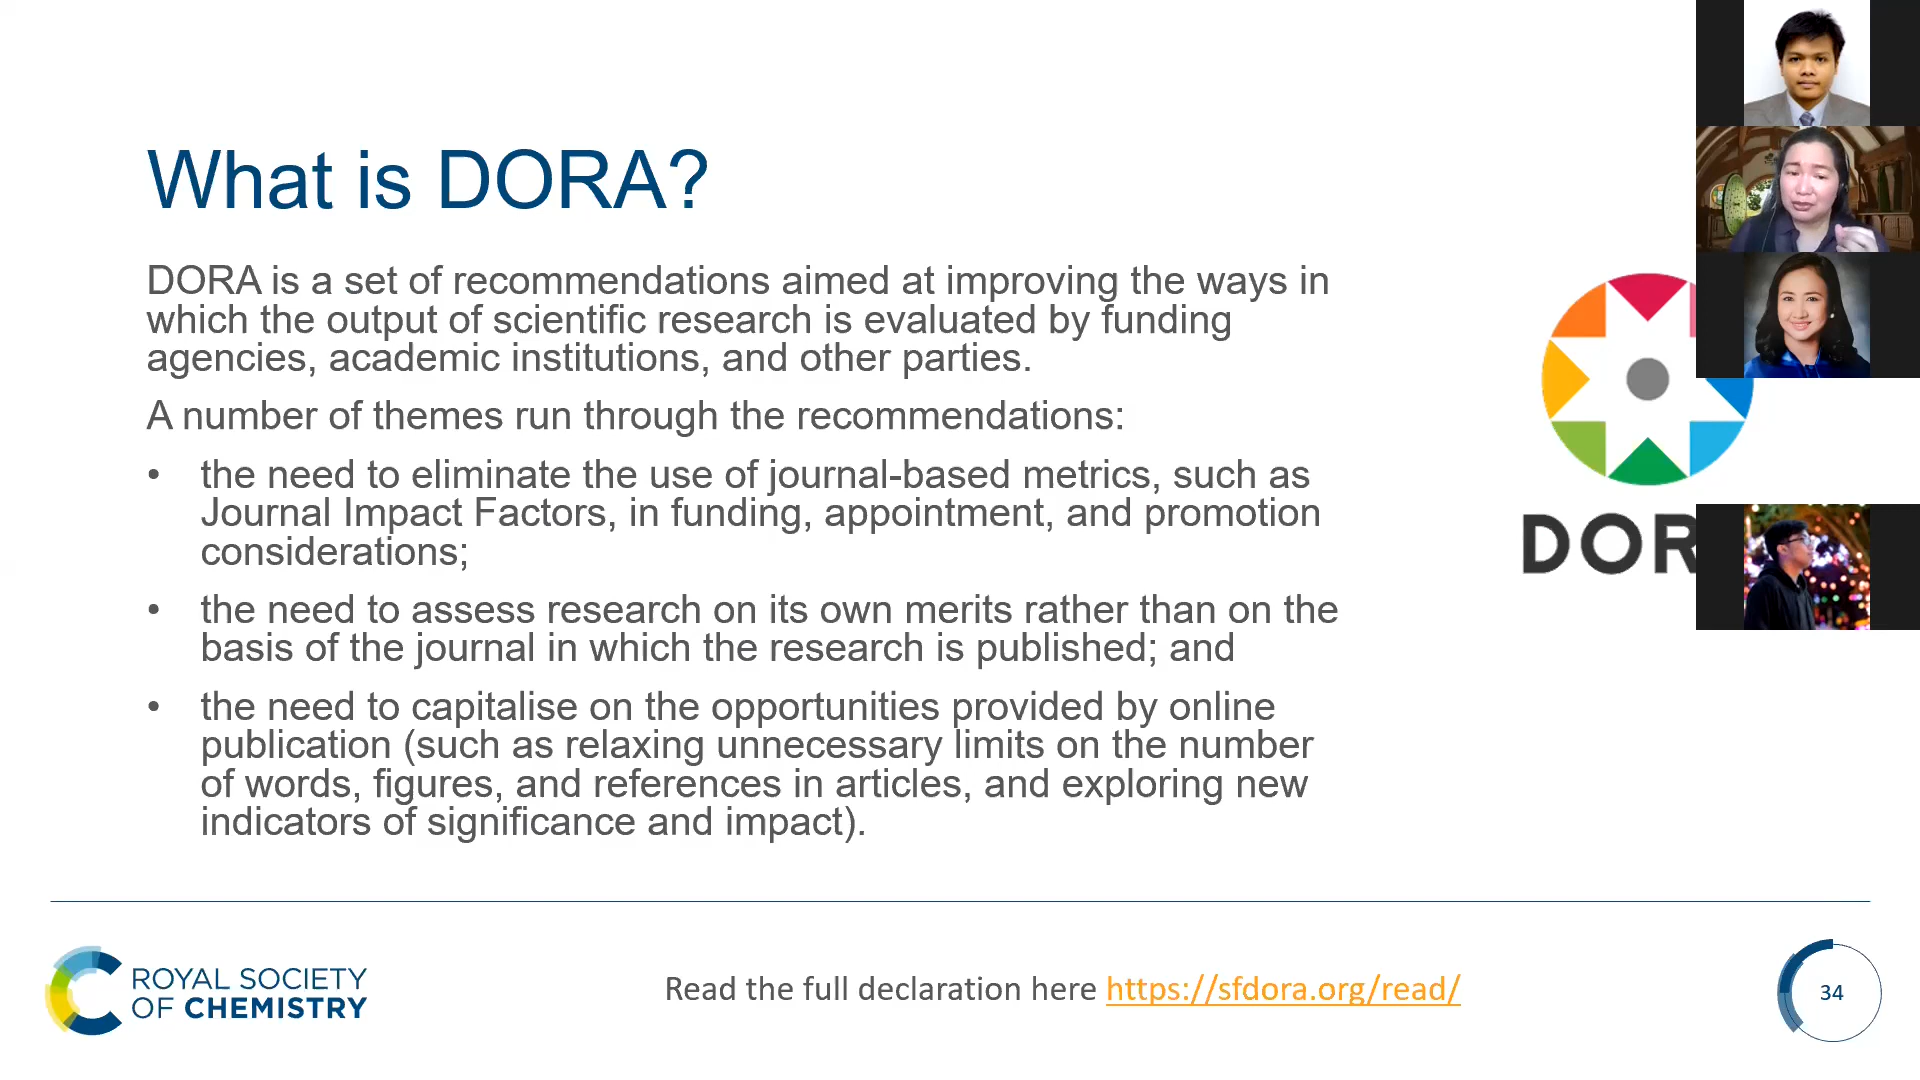 What is DORA?
DORA is a set of recommendations aimed at improving the ways in
which the output of scientific research is evaluated by funding
agencies, academic institutions, and other parties.
A number of themes run through the recommendations:
• the need to eliminate the use of journal-based metrics, such as
Journal Impact Factors, in funding, appointment, and promotion
considerations;
• the need to assess research on its own merits rather than on the
basis of the journal in which the research is published; and
• the need to capitalise on the opportunities provided by online
publication (such as relaxing unnecessary limits on the number
of words, figures, and references in articles, and exploring new
indicators of significance and impact).
DOR
ROYAL SOCIETY
OF CHEMISTRY
Read the full declaration here https://sfdora.org/read/
34